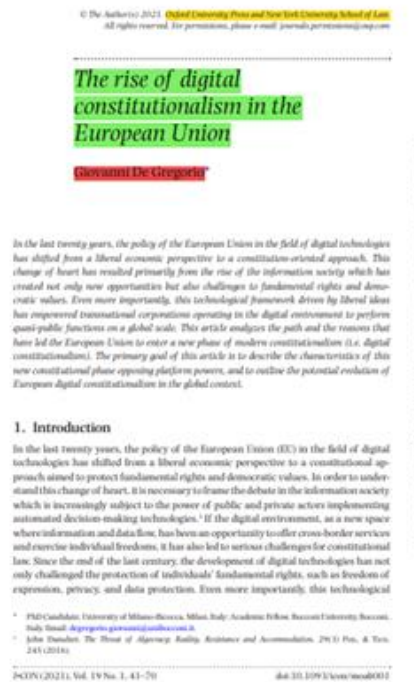 © The Author(s) 2021. Oxford University Press and New York University School of Law.
All rights reserved. For permissions, please e-mail: journals.permissions@oup.com
The rise of digital
constitutionalism in the
European Union
Giovanni De Gregorio*
In the last twenty years, the policy of the European Union in the field of digital technologies
has shifted from a liberal economic perspective to a constitution-oriented approach. This
change of heart has resulted primarily from the rise of the information society which has
created not only new opportunities but also challenges to fundamental rights and demo-
cratic values. Even more importantly, this technological framework driven by liberal ideas
has empowered transnational corporations operating in the digital environment to perform
quasi-public functions on a global scale. This article analyzes the path and the reasons that
have led the European Union to enter a new phase of modern constitutionalism (i.e. digital
constitutionalism). The primary goal of this article is to describe the characteristics of this
new constitutional phase opposing platform powers, and to outline the potential evolution of
European digital constitutionalism in the global context.
1. Introduction
In the last twenty years, the policy of the European Union (EC) in the field of digital
technologies has shifted from a liberal economic perspective to a constitutional ap-
proach aimed to protect fundamental rights and democratic values. In order to under-
stand this change of heart, it is necessary to frame the debate in the information society
which is increasingly subject to the power of public and private actors implementing
automated decision-making technologies.¹ If the digital environment, as a new space
where information and data flow, has been an opportunity to offer cross-border services
and exercise individual freedoms, it has also led to serious challenges for constitutional
law. Since the end of the last century, the development of digital technologies has not
only challenged the protection of individuals' fundamental rights, such as freedom of
expression, privacy, and data protection. Even more importantly, this technological
* PhD Candidate, University of Milano-Bicocca, Milan, Italy; Academic Fellow, Bocconi University, Bocconi,
Italy. Email: degregorio.giovanni@unibocconi.it.
¹ John Danaher, The Threat of Algocracy: Reality, Resistance and Accommodation, 29(3) Phil. & Tech.
245 (2016).
I•CON (2021), Vol. 19 No. 1, 41–70
doi:10.1093/icon/moab001